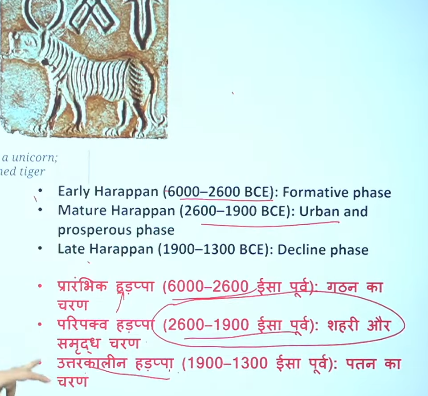 a unicorn;
ned tiger
• Early Harappan (6000–2600 BCE): Formative phase
• Mature Harappan (2600–1900 BCE): Urban and
prosperous phase
• Late Harappan (1900–1300 BCE): Decline phase
• प्रारंभिक हड़प्पा (6000–2600 ईसा पूर्व): गठन का
चरण
• परिपक्व हड़प्पा (2600–1900 ईसा पूर्व): शहरी और
समृद्ध चरण
उत्तरकालीन हड़प्पा (1900–1300 ईसा पूर्व): पतन का
चरण